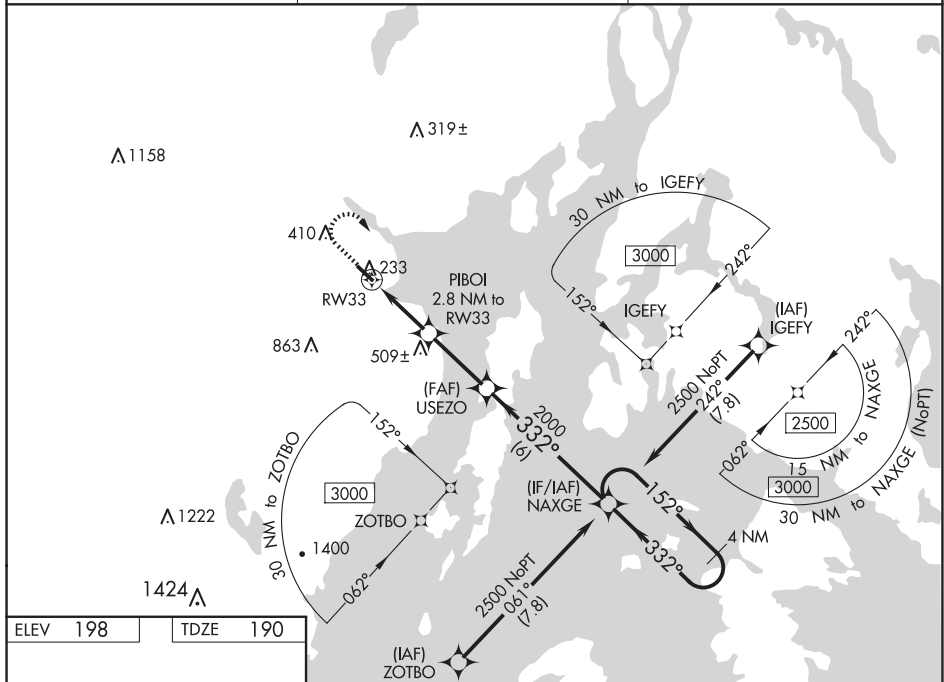 319±
1158
30 NM to IGEFY
3000
410
242°
233
RW33
PIBOI
2.8 NM to
RW33
152°
IGEFY
(IAF)
IGEFY
242°
863
509±
(FAF)
USEZO
2500 NoPT
242°
(7.8)
2500
062°
15 NM to NAXGE
3000
30 NM to NAXGE (NoPT)
2000
332°
(6)
152°
30 NM to ZOTBO
3000
ZOTBO
(IF/IAF)
NAXGE
152°
4 NM
332°
1222
1400
062°
2500 NoPT
061°
(7.8)
1424
ELEV 198
TDZE 190
(IAF)
ZOTBO